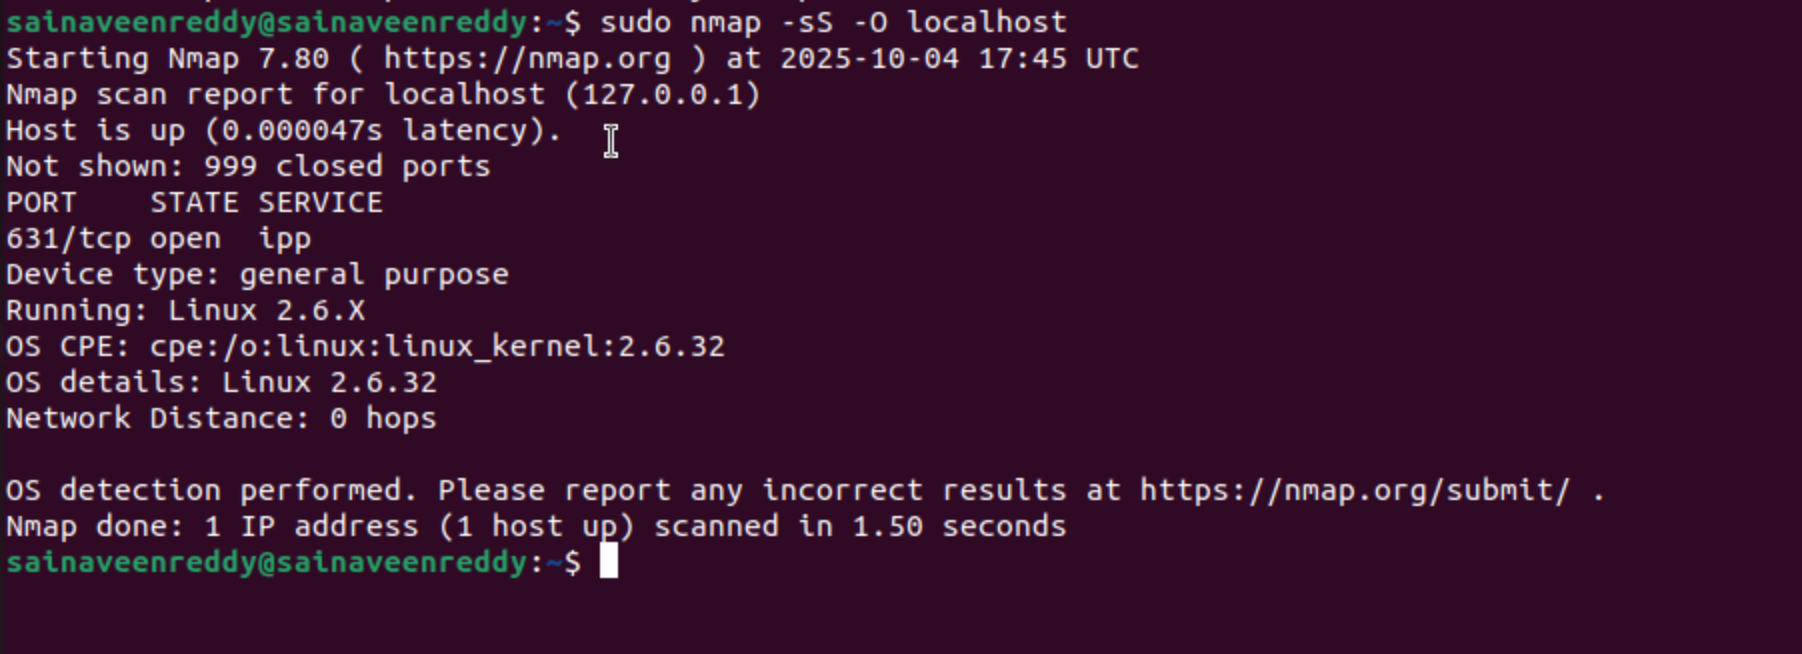 sainaveenreddy@sainaveenreddy:~$ sudo nmap -sS -O localhost
Starting Nmap 7.80 ( https://nmap.org ) at 2025-10-04 17:45 UTC
Nmap scan report for localhost (127.0.0.1)
Host is up (0.000047s latency).
Not shown: 999 closed ports
PORT    STATE SERVICE
631/tcp open  ipp
Device type: general purpose
Running: Linux 2.6.X
OS CPE: cpe:/o:linux:linux_kernel:2.6.32
OS details: Linux 2.6.32
Network Distance: 0 hops
OS detection performed. Please report any incorrect results at https://nmap.org/submit/ .
Nmap done: 1 IP address (1 host up) scanned in 1.50 seconds
sainaveenreddy@sainaveenreddy:~$